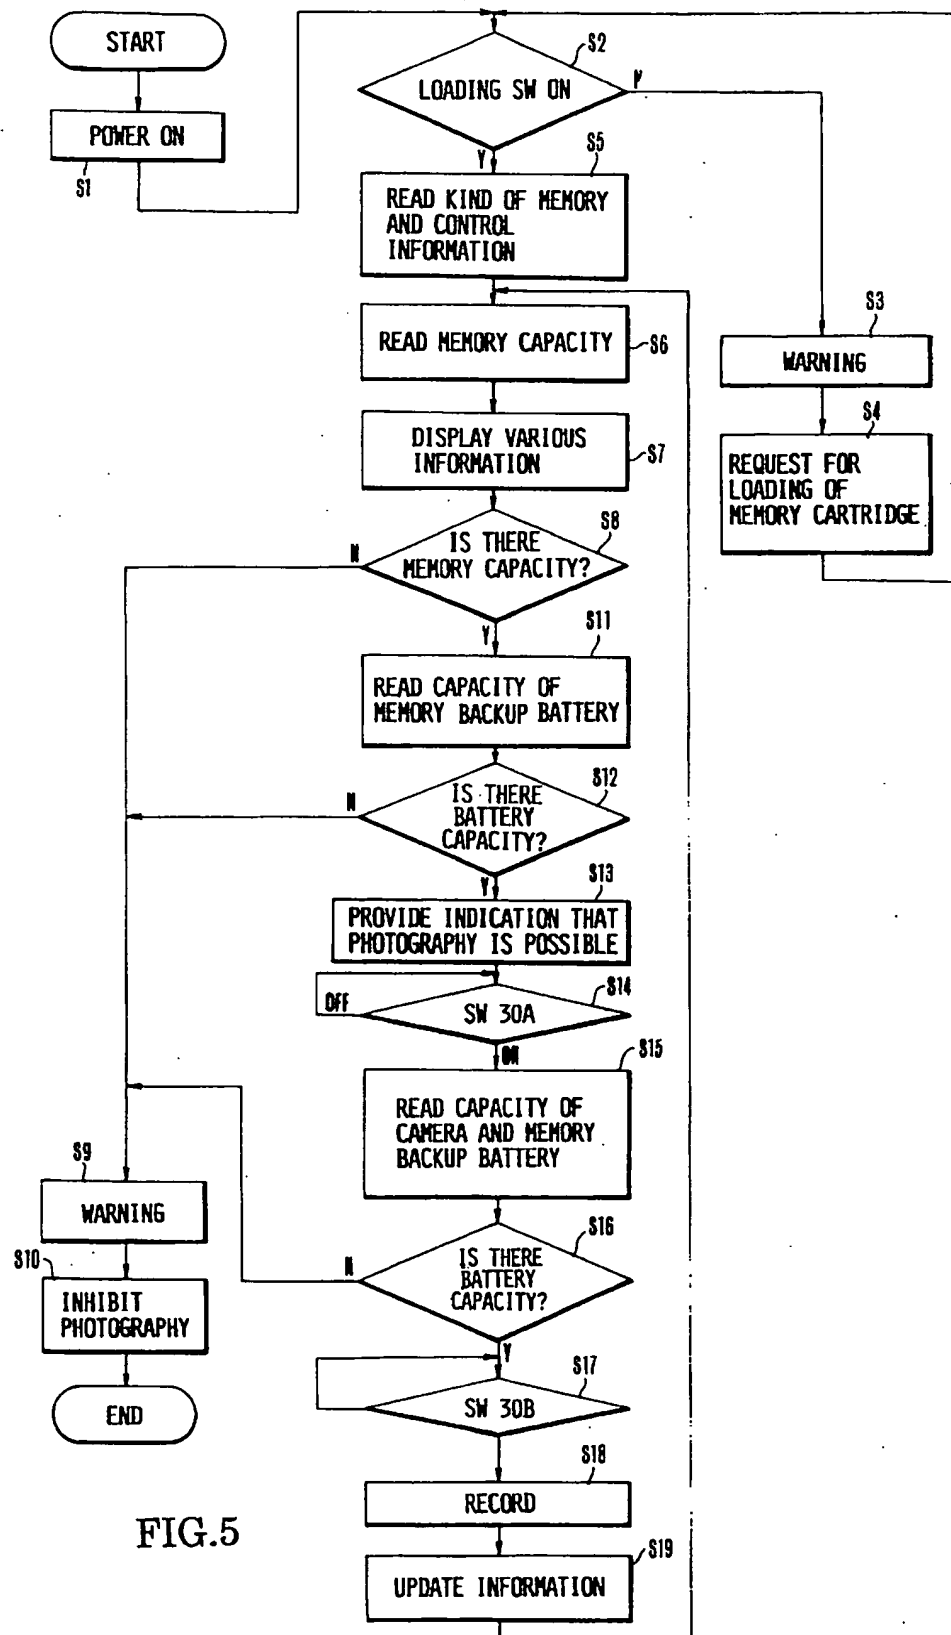 START
POWER ON
S1
S2
LOADING SW ON
N
Y
S5
READ KIND OF MEMORY
AND CONTROL
INFORMATION
S3
WARNING
READ MEMORY CAPACITY
S6
S4
REQUEST FOR
LOADING OF
MEMORY CARTRIDGE
DISPLAY VARIOUS
INFORMATION
S7
S8
IS THERE
MEMORY CAPACITY?
N
Y
S11
READ CAPACITY OF
MEMORY BACKUP BATTERY
S12
IS THERE
BATTERY
CAPACITY?
N
Y
S13
PROVIDE INDICATION THAT
PHOTOGRAPHY IS POSSIBLE
S14
OFF
SW 30A
ON
S15
READ CAPACITY OF
CAMERA AND MEMORY
BACKUP BATTERY
S9
WARNING
S10
INHIBIT
PHOTOGRAPHY
END
S16
IS THERE
BATTERY
CAPACITY?
N
Y
S17
SW 30B
S18
RECORD
S19
UPDATE INFORMATION
FIG.5